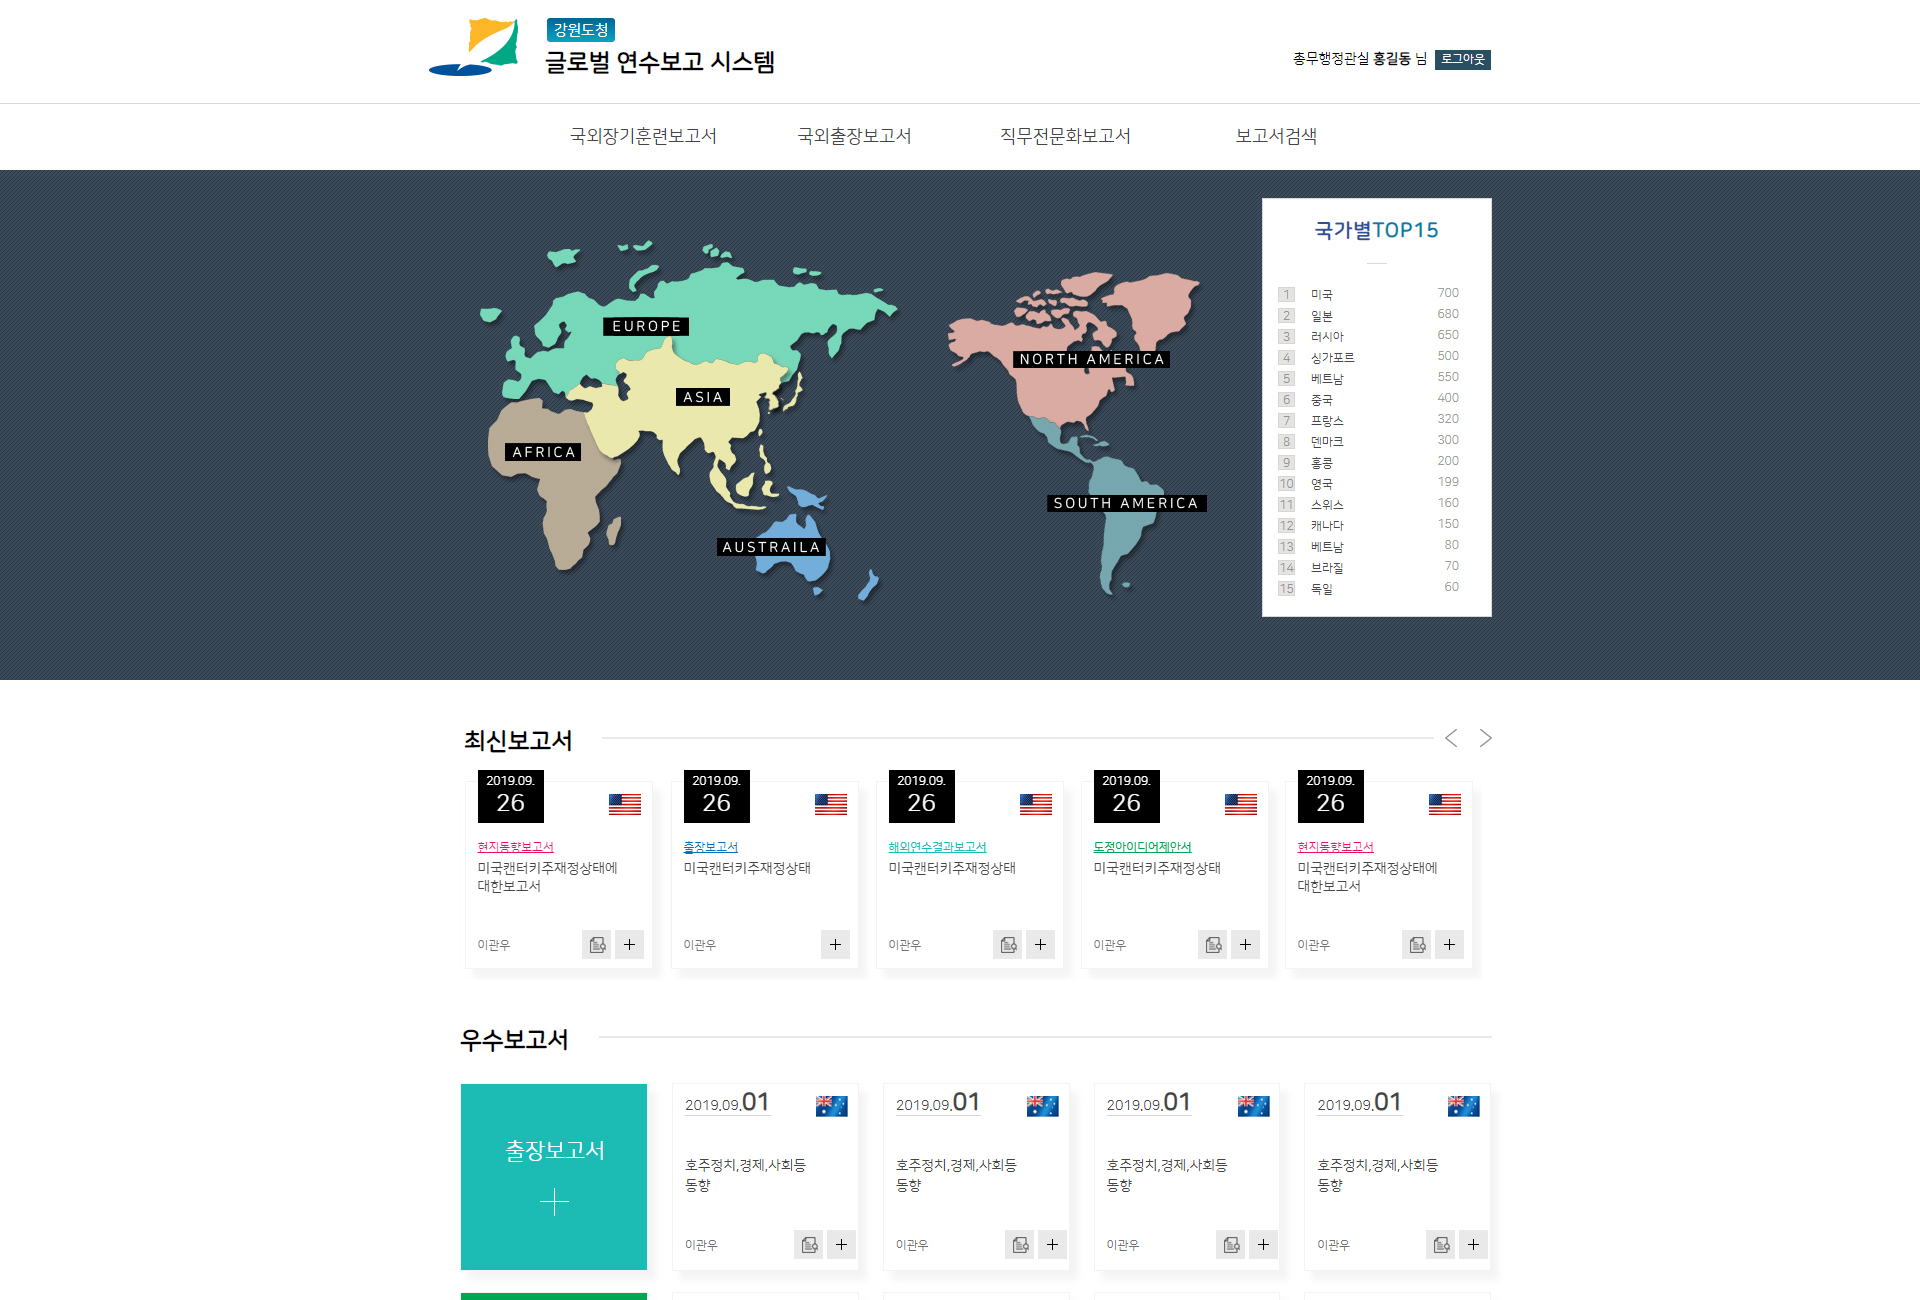 강원도청
글로벌 연수보고 시스템
총무행정관실 홍길동 님 로그아웃
국외장기훈련보고서 국외출장보고서 직무전문화보고서 보고서검색
EUROPE
ASIA
AFRICA
AUSTRAILA
NORTH AMERICA
SOUTH AMERICA
국가별TOP15
1 미국 700
2 일본 680
3 러시아 650
4 싱가포르 500
5 베트남 550
6 중국 400
7 프랑스 320
8 덴마크 300
9 홍콩 200
10 영국 199
11 스위스 160
12 캐나다 150
13 베트남 80
14 브라질 70
15 독일 60
최신보고서
2019.09.
26
현지동향보고서
미국캔터키주재정상태에
대한보고서
이관우
2019.09.
26
출장보고서
미국캔터키주재정상태
이관우
2019.09.
26
해외연수결과보고서
미국캔터키주재정상태
이관우
2019.09.
26
도정아이디어제안서
미국캔터키주재정상태
이관우
2019.09.
26
현지동향보고서
미국캔터키주재정상태에
대한보고서
이관우
우수보고서
출장보고서
2019.09.01
호주정치,경제,사회등
동향
이관우
2019.09.01
호주정치,경제,사회등
동향
이관우
2019.09.01
호주정치,경제,사회등
동향
이관우
2019.09.01
호주정치,경제,사회등
동향
이관우